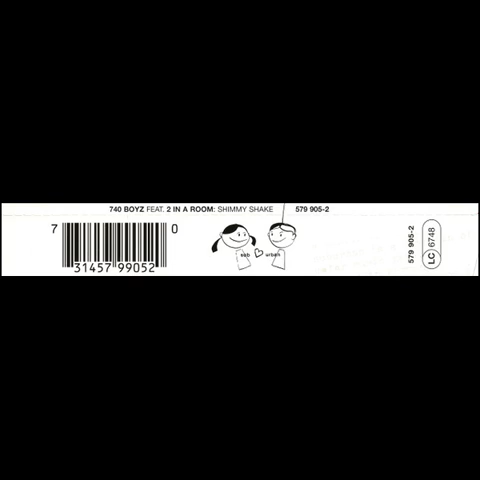 740 BOYZ FEAT. 2 IN A ROOM: SHIMMY SHAKE 579 905-2
7 31457 99052 0
sub urban
579 905-2
LC 6748